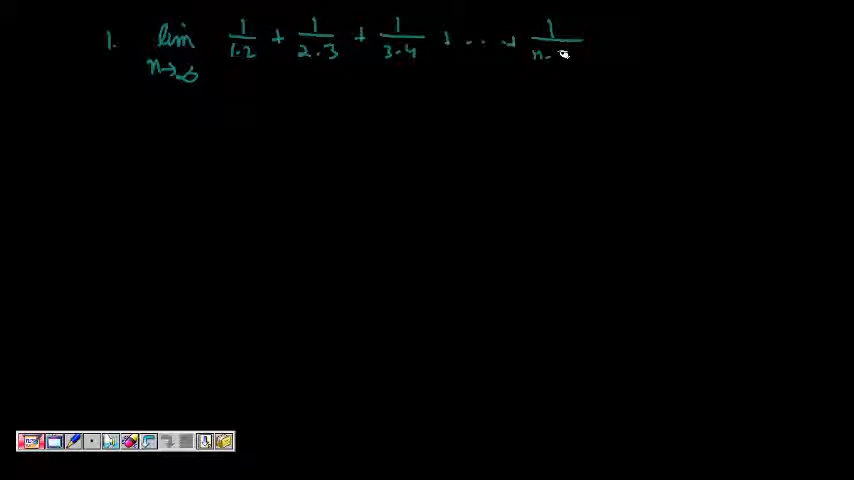 1. lim n→∞ 1/1·2 + 1/2·3 + 1/3·4 + ... + 1/n·